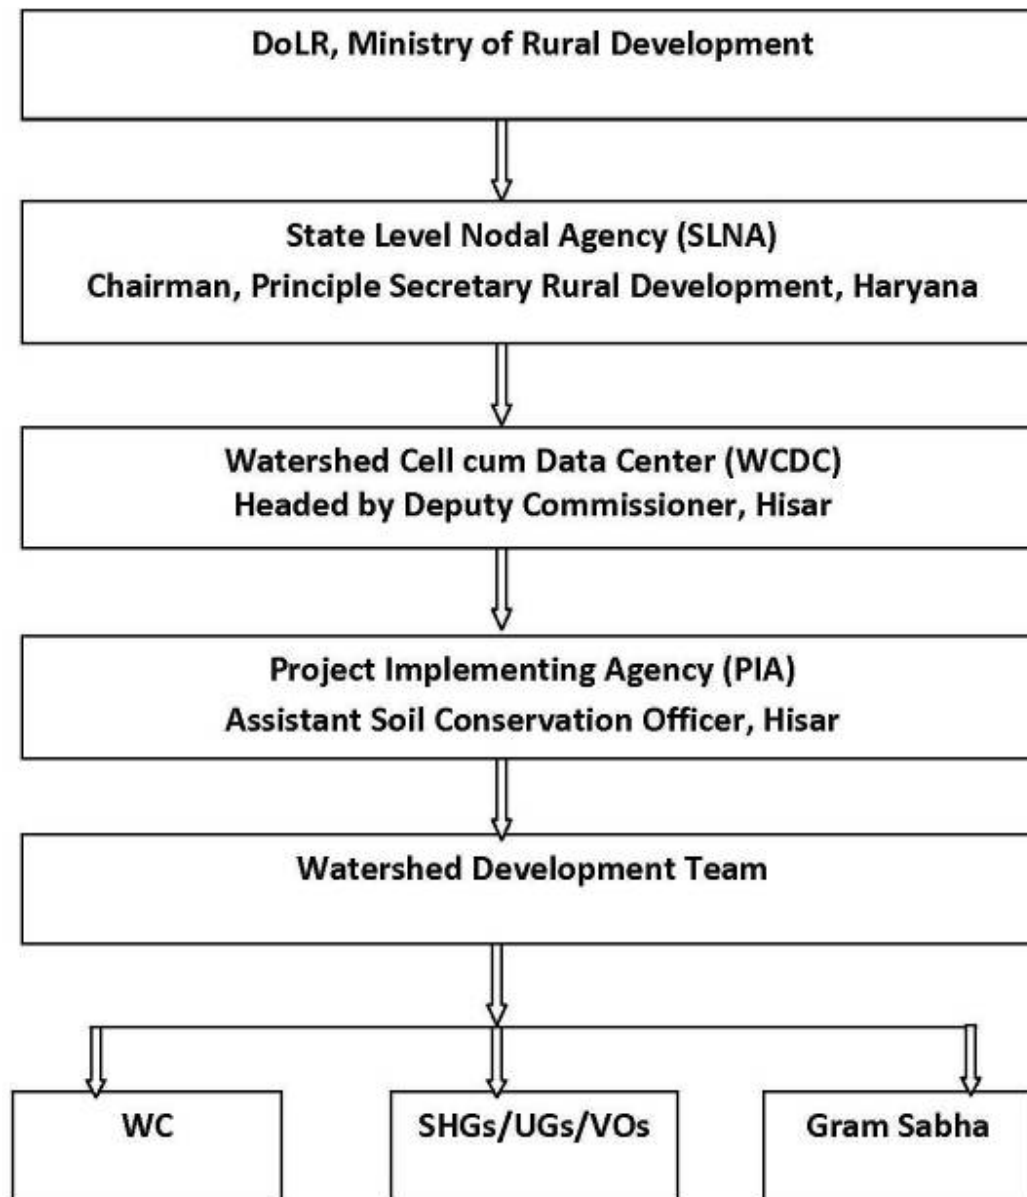 DoLR, Ministry of Rural Development
State Level Nodal Agency (SLNA)
Chairman, Principle Secretary Rural Development, Haryana
Watershed Cell cum Data Center (WCDC)
Headed by Deputy Commissioner, Hisar
Project Implementing Agency (PIA)
Assistant Soil Conservation Officer, Hisar
Watershed Development Team
WC
SHGs/UGs/VOs
Gram Sabha